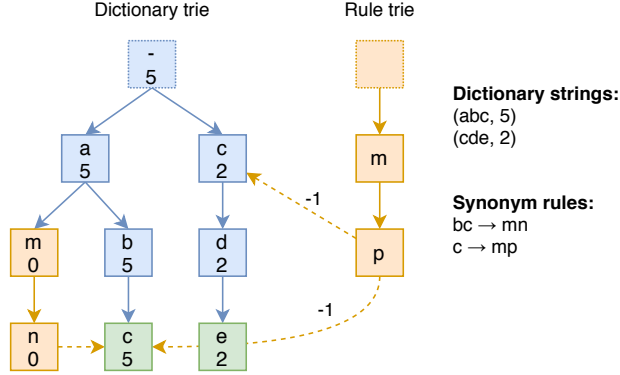 Dictionary trie
Rule trie
-
5
a
5
c
2
m
m
0
b
5
d
2
p
n
0
c
5
e
2
-1
-1
Dictionary strings:
(abc, 5)
(cde, 2)
Synonym rules:
bc → mn
c → mp